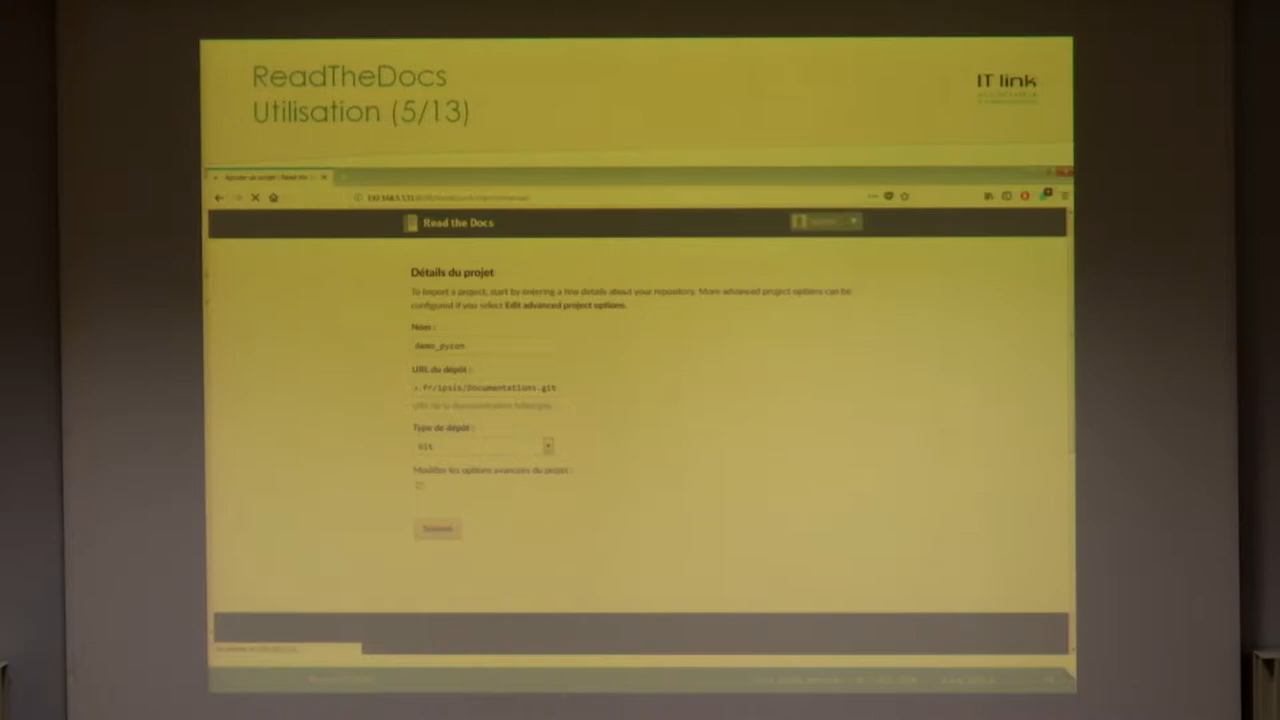 ReadTheDocs
Utilisation (5/13)
IT link
Read the Docs
Détails du projet
To import a project, start by entering a few details about your repository. More advanced project options can be
configured if you select Edit advanced project options.
Nom :
demo_pycon
URL du dépôt :
.fr/ipsis/Documentations.git
Type de dépôt :
Git
Modifier les options avancées du projet :